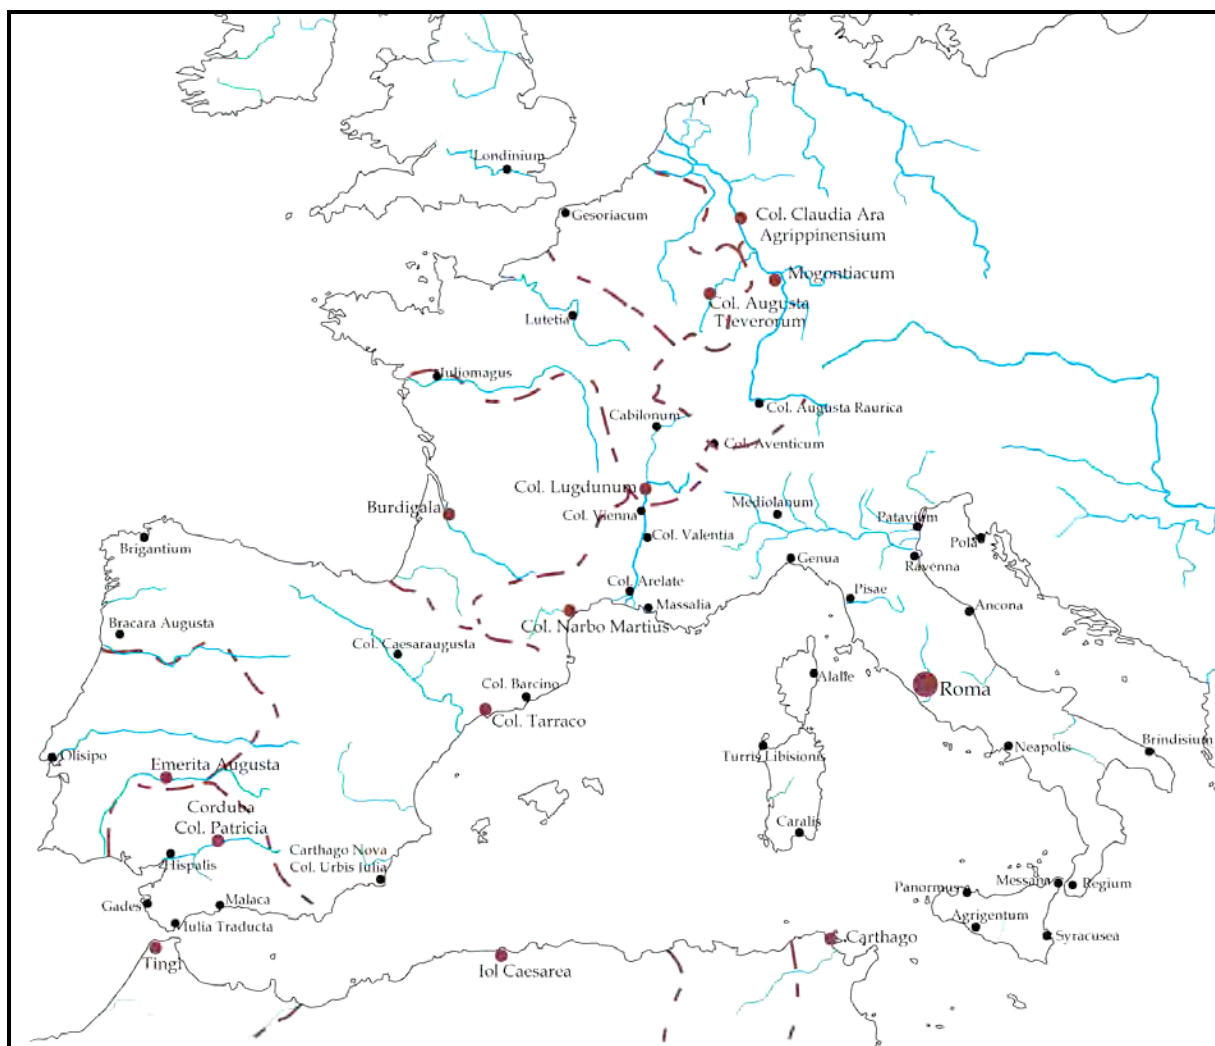 Londinium
Gesoriacum
Col. Claudia Ara
Agrippinensium
Mogontiacum
Col. Augusta
Treverorum
Lutetia
Iuliomagus
Col. Augusta Raurica
Cabilonum
Col. Aventicum
Col. Lugdunum
Burdigala
Col. Vienna
Mediolanum
Patavium
Brigantium
Col. Valentia
Pola
Genua
Ravenna
Col. Arelate
Pisae
Massalia
Ancona
Bracara Augusta
Col. Narbo Martius
Col. Caesaraugusta
Alalie
Col. Barcino
Roma
Col. Tarraco
Olisipo
Turris Libisionis
Neapolis
Brindisium
Emerita Augusta
Corduba
Col. Patricia
Caralis
Carthago Nova
Col. Urbis Iulia
Hispalis
Messana
Regium
Panormus
Gades
Malaca
Agrigentum
Mulia Traducta
Syracusea
Carthago
Tingi
Iol Caesarea